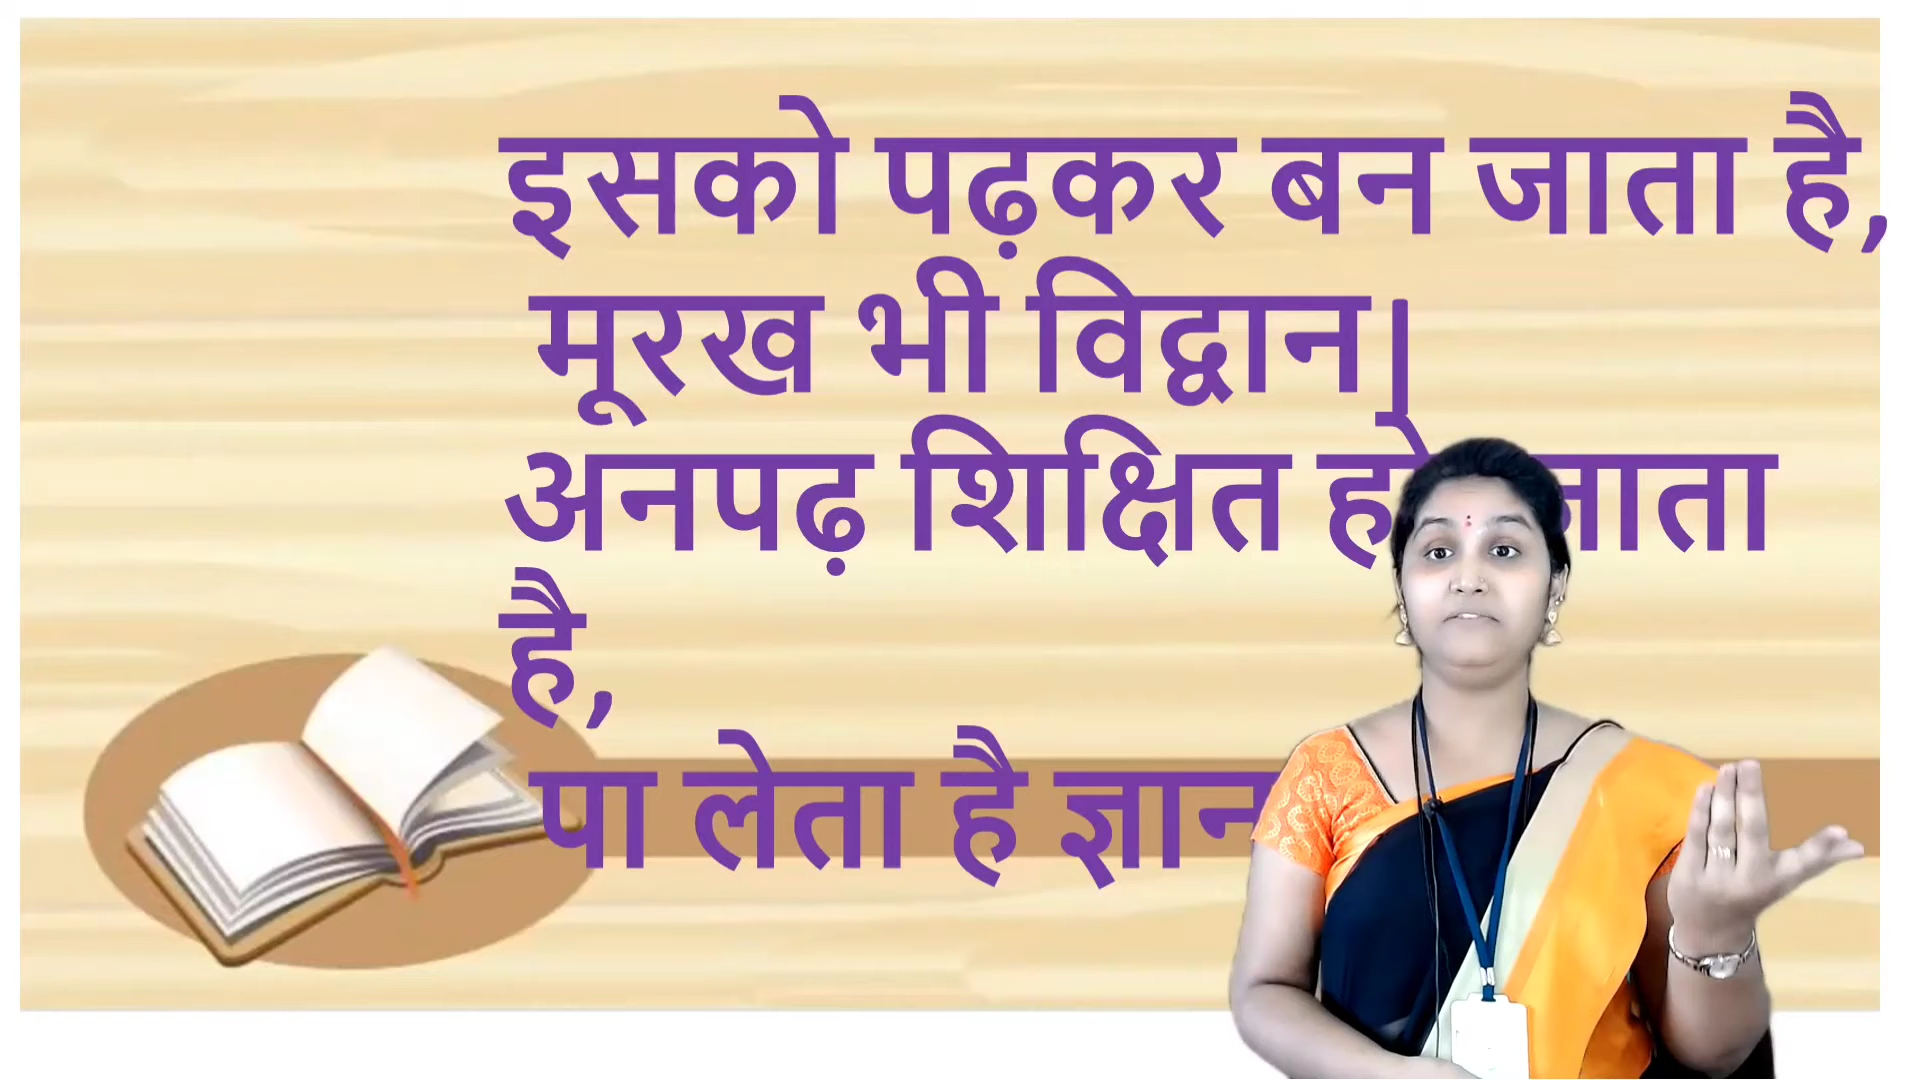 इसको पढ़कर बन जाता है,
मूरख भी विद्वान|
अनपढ़ शिक्षित हो जाता
है,
पा लेता है ज्ञान